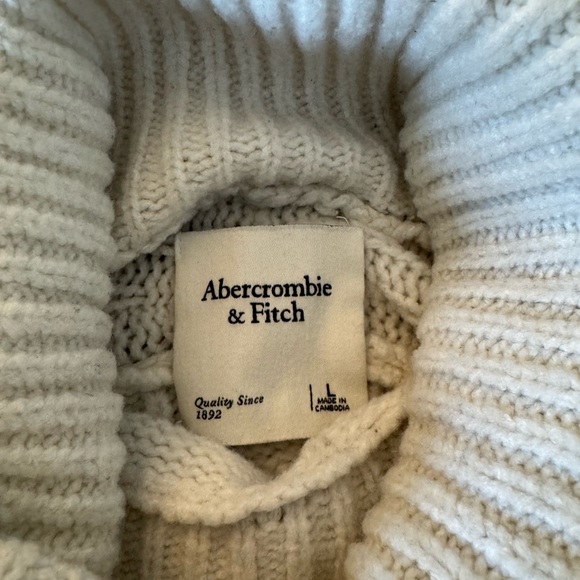 Abercrombie
& Fitch
Quality Since
1892
L
MADE IN
CAMBODIA